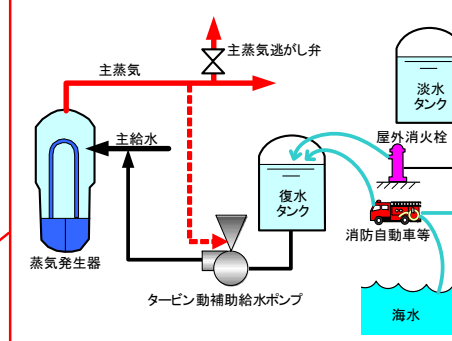 主蒸気逃がし弁
主蒸気
淡水
タンク
屋外消火栓
主給水
復水
タンク
消防自動車等
蒸気発生器
タービン動補助給水ポンプ
海水